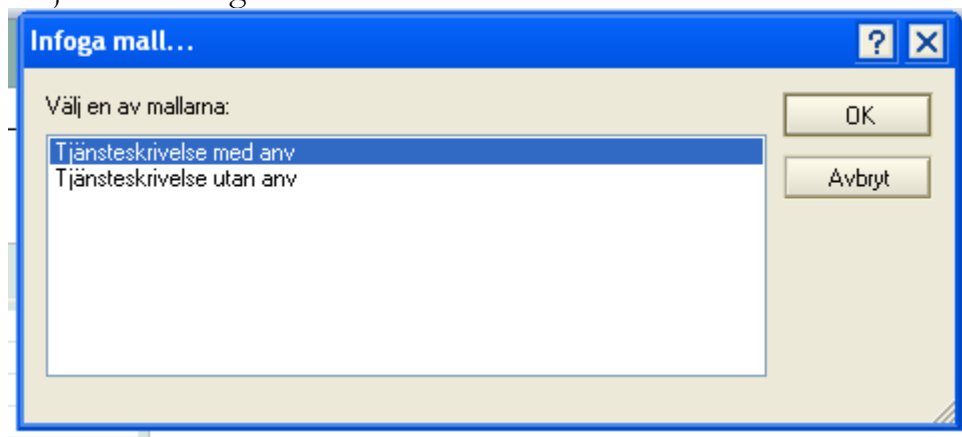 Infoga mall...
Välj en av mallarna:
Tjänsteskrivelse med anv
Tjänsteskrivelse utan anv
OK
Avbryt